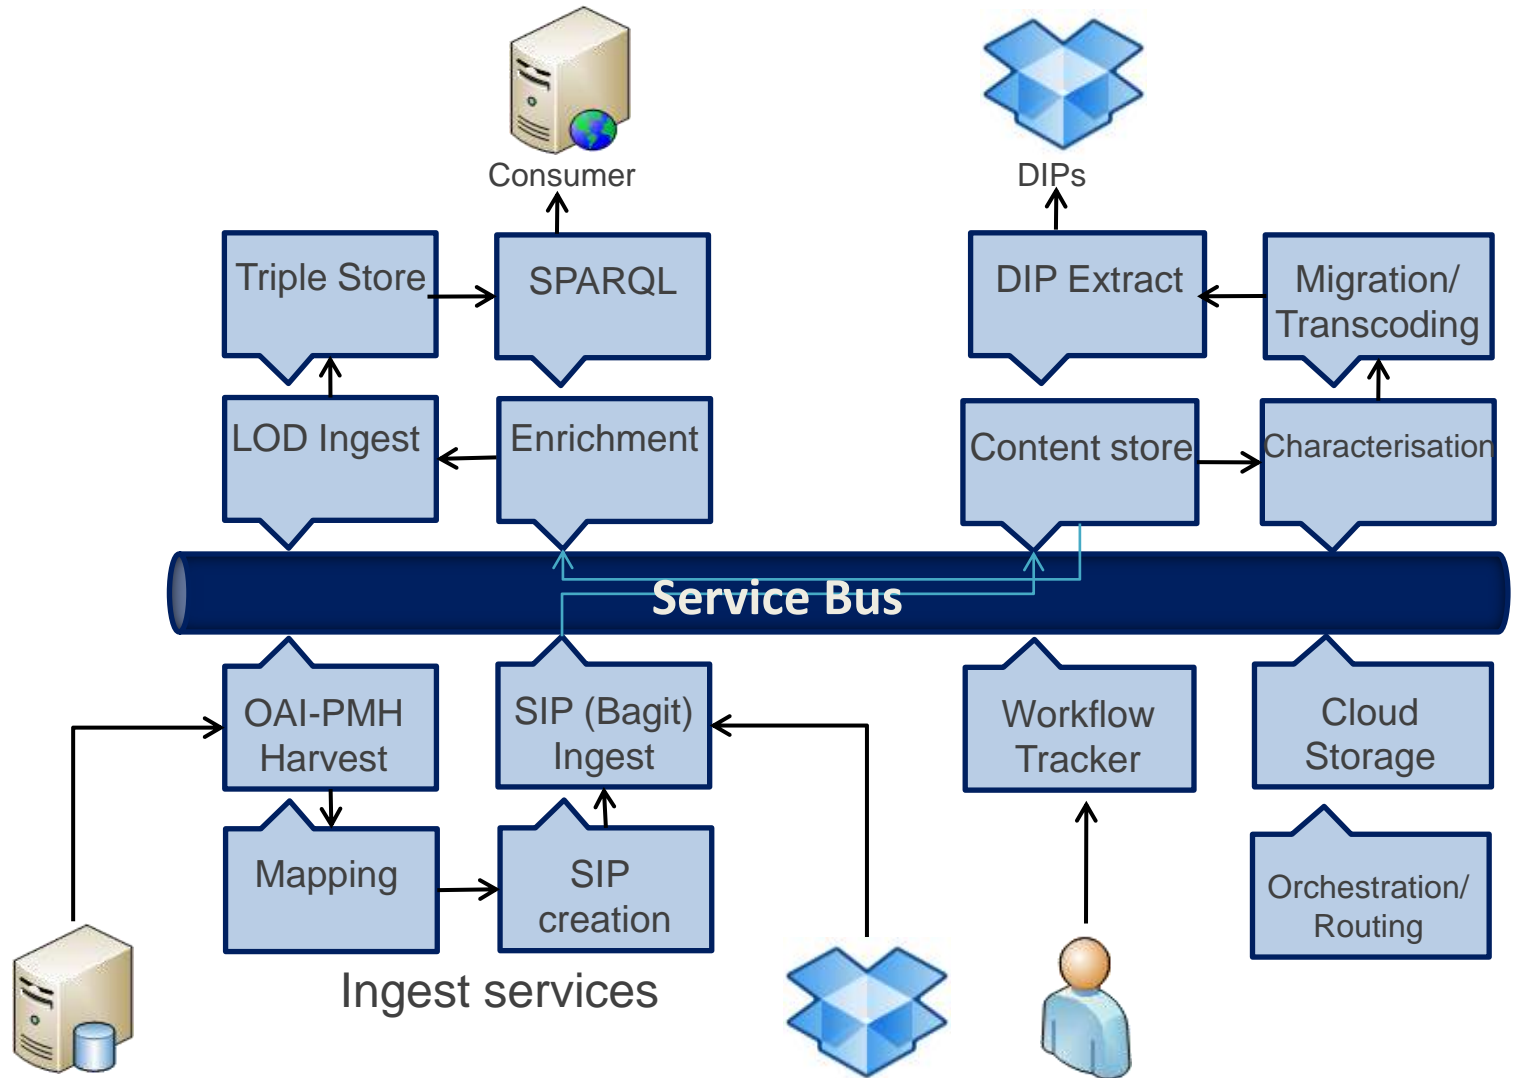 Consumer
DIPs
Triple Store
SPARQL
DIP Extract
Migration/
Transcoding
LOD Ingest
Enrichment
Content store
Characterisation
Service Bus
OAI-PMH
Harvest
SIP (Bagit)
Ingest
Workflow
Tracker
Cloud
Storage
Mapping
SIP
creation
Orchestration/
Routing
Ingest services